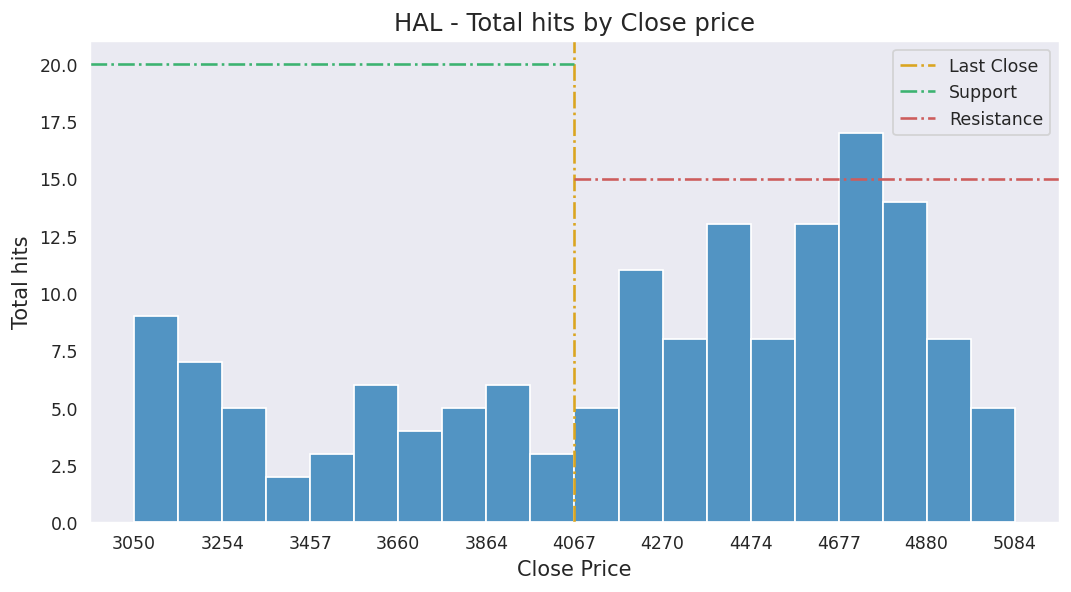 HAL - Total hits by Close price
Last Close
Support
Resistance
Total hits
20.0
17.5
15.0
12.5
10.0
7.5
5.0
2.5
0.0
3050 3254 3457 3660 3864 4067 4270 4474 4677 4880 5084
Close Price